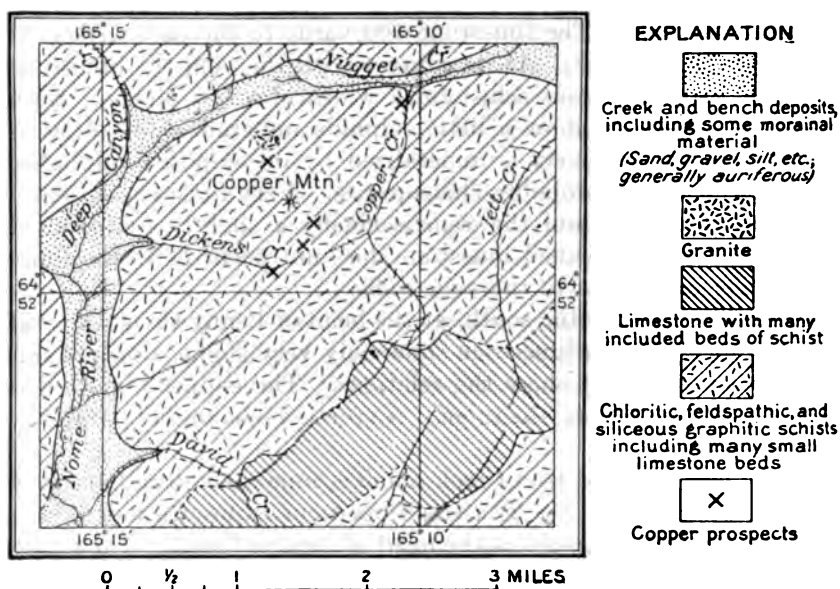 165°15'
165°10'
Nugget Cr
Canyon Cr
Deep
Copper Mtn
Copper Cr
Jett Cr
Dickens Cr
64°
52
64°
52
Nome River
David Cr
165°15'
165°10'
0 ½ 1 2 3 MILES
EXPLANATION
Creek and bench deposits,
including some morainal
material
(Sand, gravel, silt, etc.;
generally auriferous)
Granite
Limestone with many
included beds of schist
Chloritic, feldspathic, and
siliceous graphitic schists
including many small
limestone beds
Copper prospects